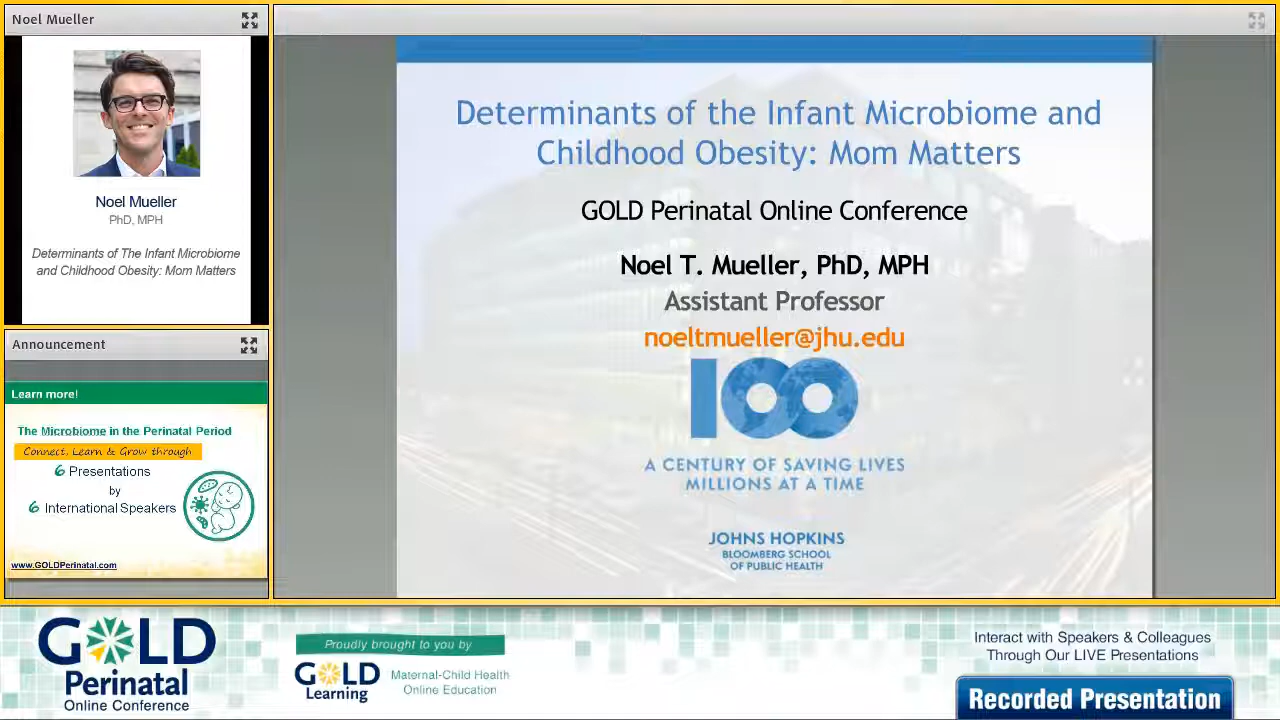 Noel Mueller
Noel Mueller
PhD, MPH
Determinants of The Infant Microbiome
and Childhood Obesity: Mom Matters
Announcement
Learn more!
The Microbiome in the Perinatal Period
Connect, Learn & Grow through
6 Presentations
by
6 International Speakers
www.GOLDPerinatal.com
Determinants of the Infant Microbiome and
Childhood Obesity: Mom Matters
GOLD Perinatal Online Conference
Noel T. Mueller, PhD, MPH
Assistant Professor
noeltmueller@jhu.edu
100
A CENTURY OF SAVING LIVES
MILLIONS AT A TIME
JOHNS HOPKINS
BLOOMBERG SCHOOL
OF PUBLIC HEALTH
GOLD
Perinatal
Online Conference
Proudly brought to you by
GOLD
Learning
Maternal-Child Health
Online Education
Interact with Speakers & Colleagues
Through Our LIVE Presentations
Recorded Presentation